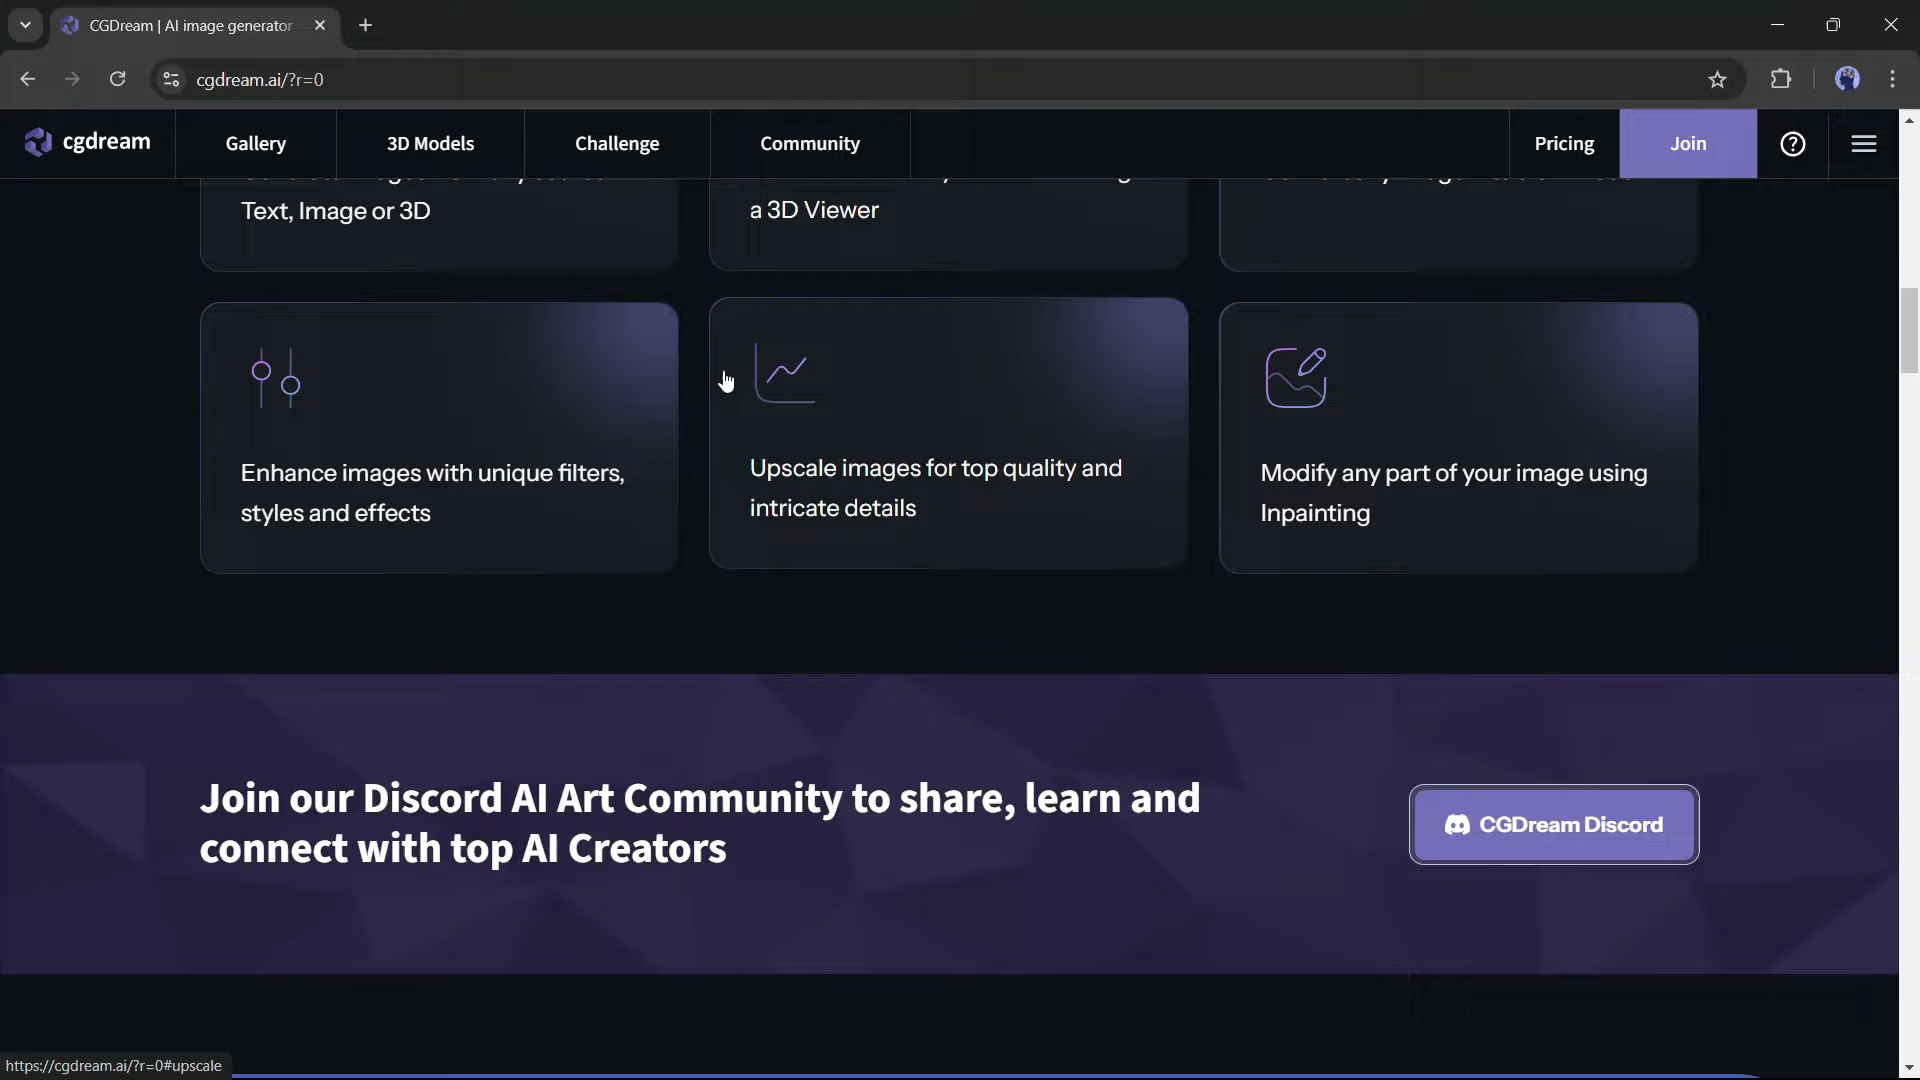 CGDream | AI image generator
cgdream.ai/?r=0
cgdream
Gallery
3D Models
Challenge
Community
Pricing
Join
Text, Image or 3D
a 3D Viewer
Enhance images with unique filters,
styles and effects
Upscale images for top quality and
intricate details
Modify any part of your image using
Inpainting
Join our Discord AI Art Community to share, learn and
connect with top AI Creators
CGDream Discord
https://cgdream.ai/?r=0#upscale